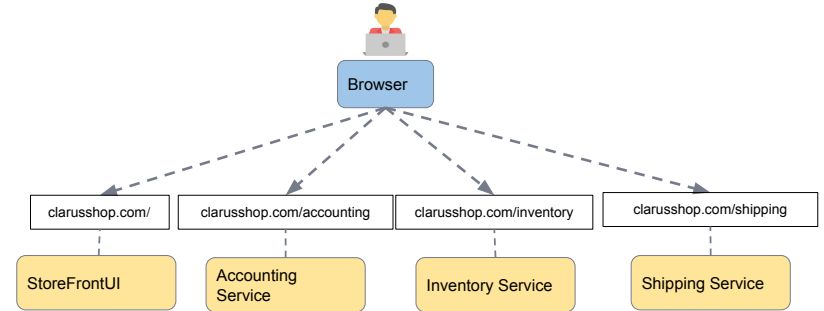 Browser
clarusshop.com/
clarusshop.com/accounting
clarusshop.com/inventory
clarusshop.com/shipping
StoreFrontUI
Accounting
Service
Inventory Service
Shipping Service